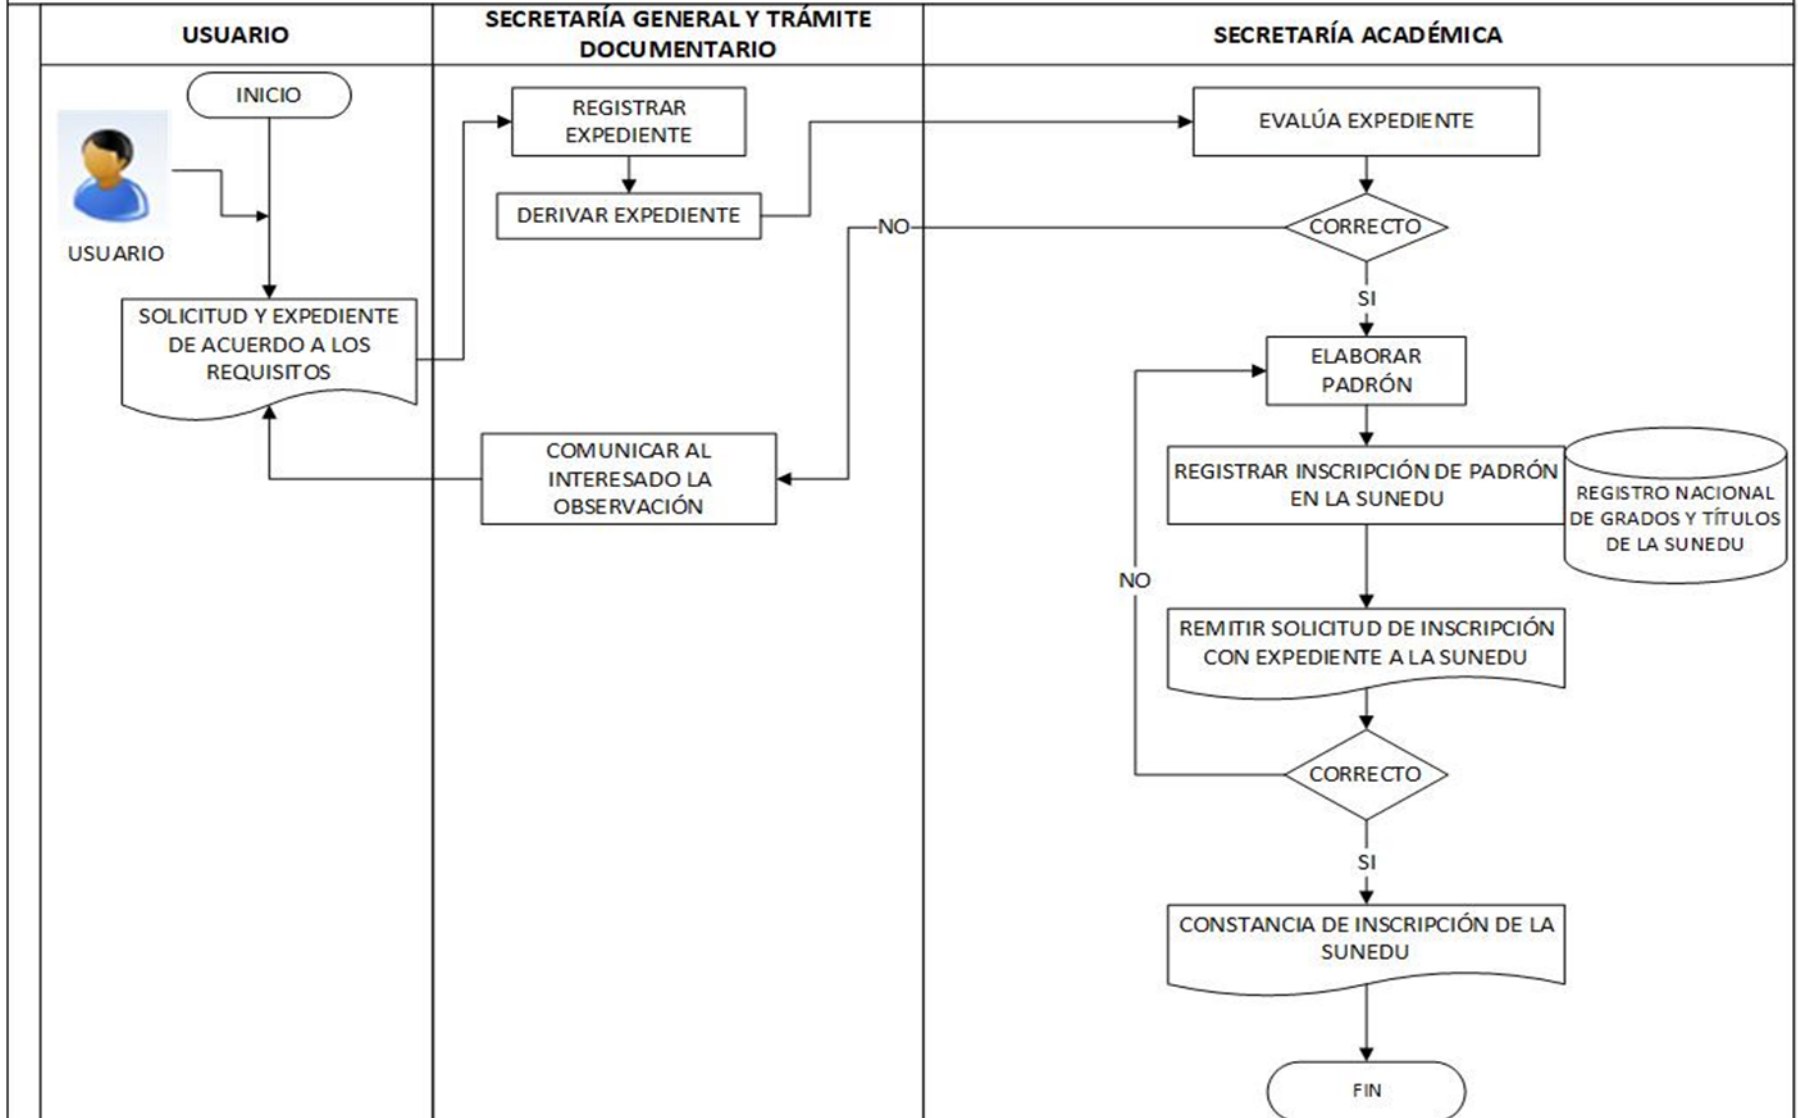 USUARIO
SECRETARÍA GENERAL Y TRÁMITE
DOCUMENTARIO
SECRETARÍA ACADÉMICA
INICIO
USUARIO
SOLICITUD Y EXPEDIENTE
DE ACUERDO A LOS
REQUISITOS
REGISTRAR
EXPEDIENTE
DERIVAR EXPEDIENTE
COMUNICAR AL
INTERESADO LA
OBSERVACIÓN
EVALÚA EXPEDIENTE
CORRECTO
NO
SI
ELABORAR
PADRÓN
REGISTRAR INSCRIPCIÓN DE PADRÓN
EN LA SUNEDU
REGISTRO NACIONAL
DE GRADOS Y TÍTULOS
DE LA SUNEDU
REMITIR SOLICITUD DE INSCRIPCIÓN
CON EXPEDIENTE A LA SUNEDU
CORRECTO
NO
SI
CONSTANCIA DE INSCRIPCIÓN DE LA
SUNEDU
FIN